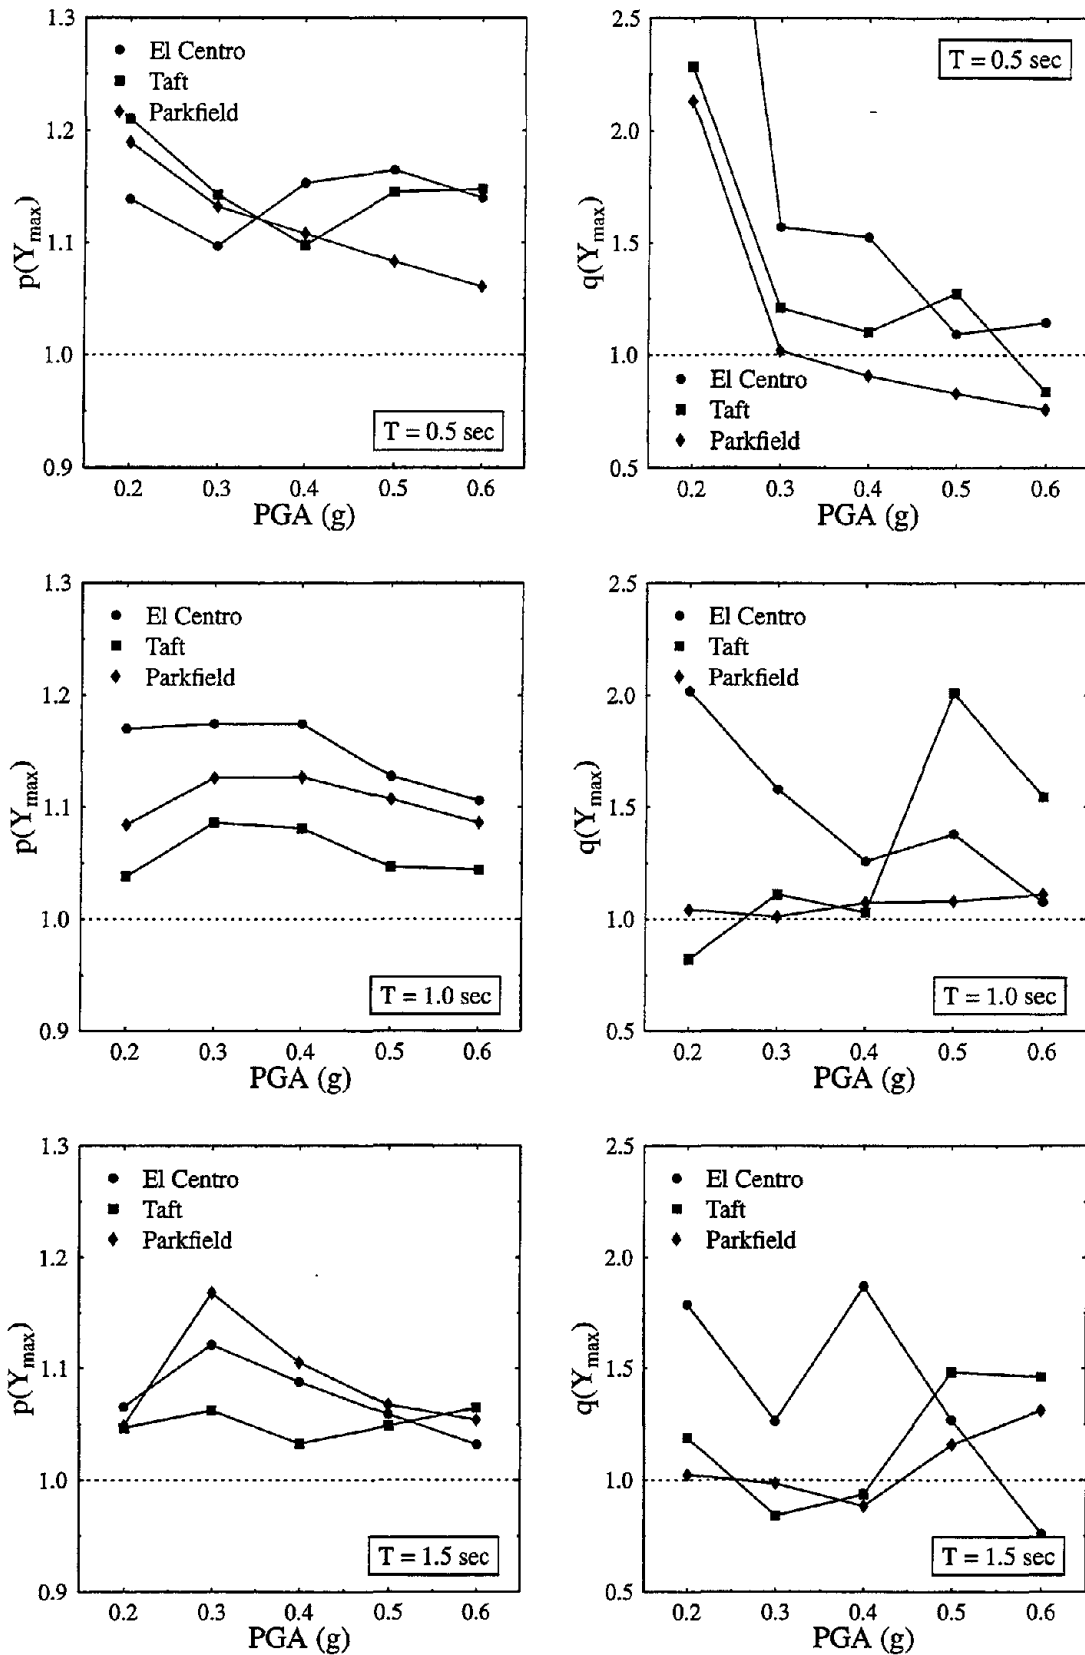 1.3
1.2
1.1
1.0
0.9
p(Y_max)
El Centro
Taft
Parkfield
T = 0.5 sec
0.2 0.3 0.4 0.5 0.6
PGA (g)
2.5
2.0
1.5
1.0
0.5
q(Y_max)
T = 0.5 sec
El Centro
Taft
Parkfield
0.2 0.3 0.4 0.5 0.6
PGA (g)
1.3
1.2
1.1
1.0
0.9
p(Y_max)
El Centro
Taft
Parkfield
T = 1.0 sec
0.2 0.3 0.4 0.5 0.6
PGA (g)
2.5
2.0
1.5
1.0
0.5
q(Y_max)
El Centro
Taft
Parkfield
T = 1.0 sec
0.2 0.3 0.4 0.5 0.6
PGA (g)
1.3
1.2
1.1
1.0
0.9
p(Y_max)
El Centro
Taft
Parkfield
T = 1.5 sec
0.2 0.3 0.4 0.5 0.6
PGA (g)
2.5
2.0
1.5
1.0
0.5
q(Y_max)
El Centro
Taft
Parkfield
T = 1.5 sec
0.2 0.3 0.4 0.5 0.6
PGA (g)